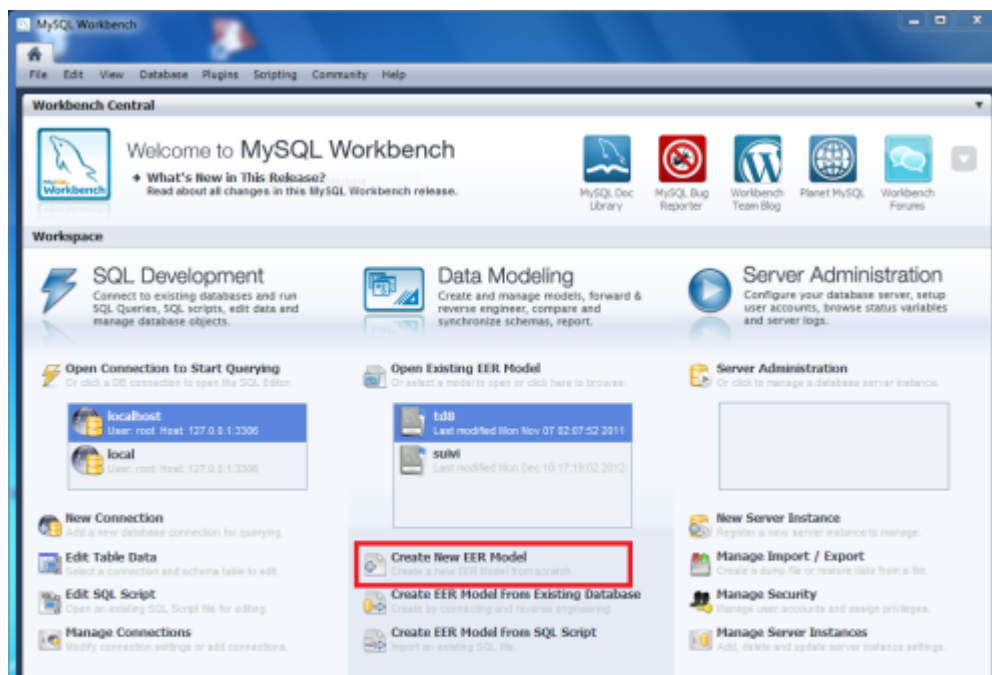 MySQL Workbench
File Edit View Database Plugins Scripting Community Help
Workbench Central
MySQL Workbench
Welcome to MySQL Workbench
What's New in This Release?
Read about all changes in this MySQL Workbench release.
MySQL Doc Library
MySQL Bug Reporter
Workbench Team Blog
Planet MySQL
Workbench Forums
Workspace
SQL Development
Connect to existing databases and run
SQL Queries, SQL scripts, edit data and
manage database objects.
Open Connection to Start Querying
Or click a DB connection to open the SQL Editor.
localhost
User: root Host: 127.0.0.1:3306
local
User: root Host: 127.0.0.1:3306
New Connection
Add a new database connection for querying.
Edit Table Data
Select a connection and schema table to edit.
Edit SQL Script
Open an existing SQL Script file for editing.
Manage Connections
Modify connection settings or add connections.
Data Modeling
Create and manage models, forward &
reverse engineer, compare and
synchronize schemas, report.
Open Existing EER Model
Or select a model to open or click here to browse.
td8
Last modified Mon Nov 07 02:07:52 2011
suivi
Last modified Mon Dec 10 17:19:02 2012
Create New EER Model
Create a new EER Model from scratch.
Create EER Model From Existing Database
Create by connecting and reverse engineering.
Create EER Model From SQL Script
Import an existing SQL file.
Server Administration
Configure your database server, setup
user accounts, browse status variables
and server logs.
Server Administration
Or click to manage a database server instance.
New Server Instance
Register a new server instance to manage.
Manage Import / Export
Create a dump file or restore data from a file.
Manage Security
Manage user accounts and assign privileges.
Manage Server Instances
Add, delete and update server instance settings.